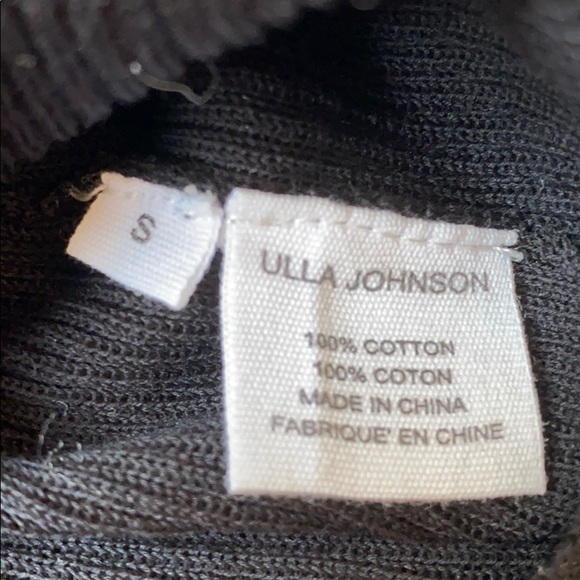 S
ULLA JOHNSON
100% COTTON
100% COTON
MADE IN CHINA
FABRIQUE' EN CHINE